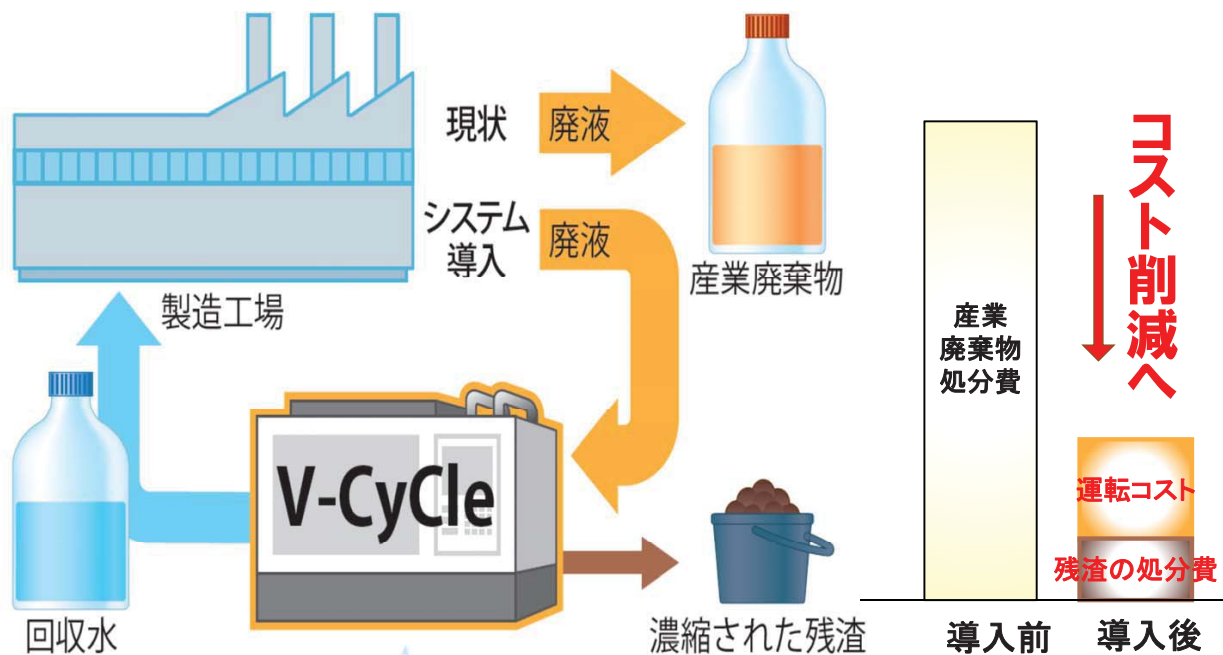 現状
廃液
システム
導入
廃液
産業廃棄物
製造工場
V-CyCle
回収水
濃縮された残渣
コスト削減へ
産業
廃棄物
処分費
運転コスト
残渣の処分費
導入前
導入後